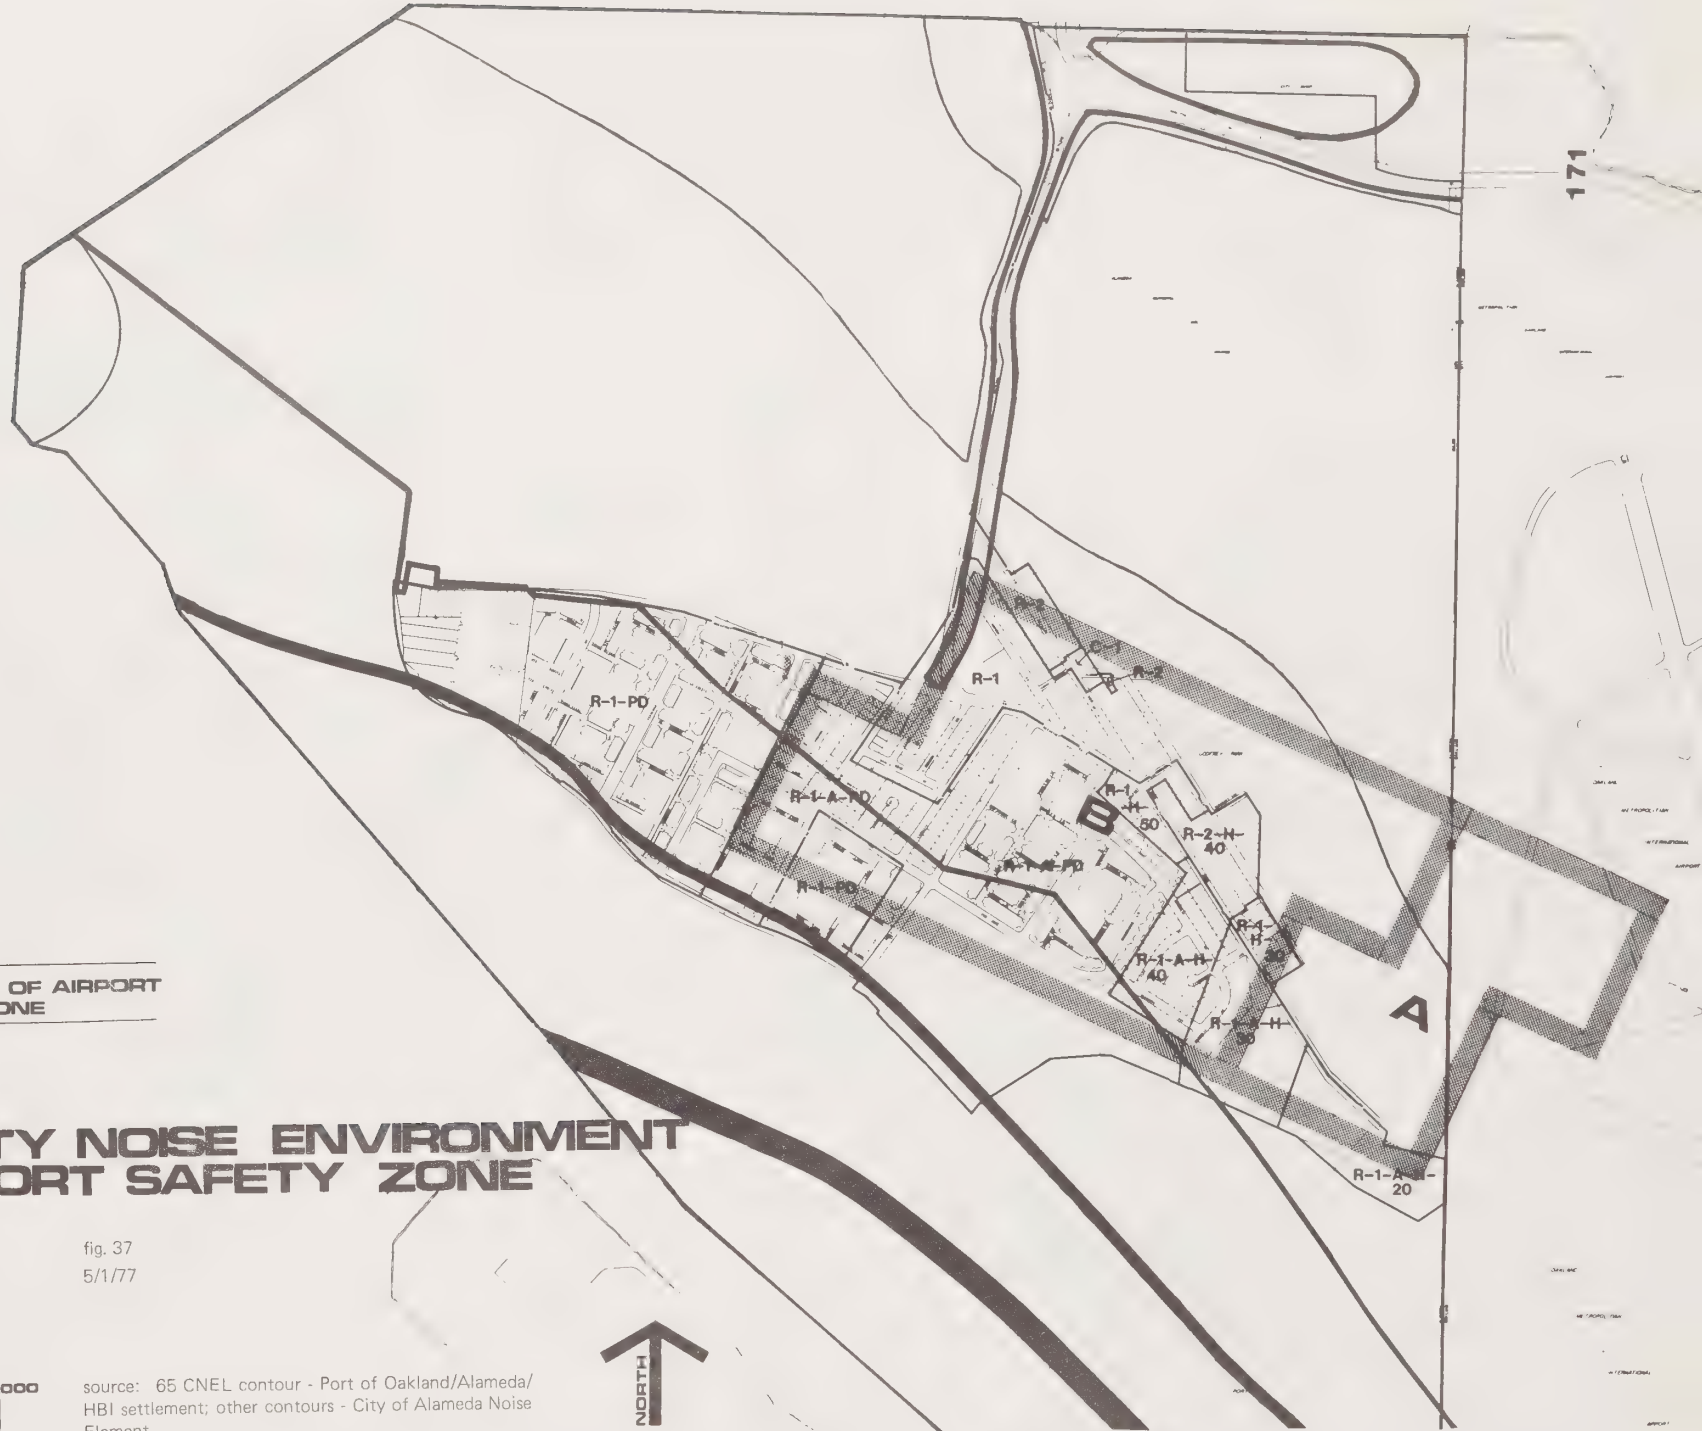 171
R-2
C-1
R-2
R-1
R-1-PD
R-1-A-PD
R-1-
H-
50
B
R-2-H-
40
R-1-A-PD
R-1-PD
R-1-
H-
30
R-1-A-H-
40
A
R-1-A-H-
30
R-1-A-H-
20
OF AIRPORT
ONE
TY NOISE ENVIRONMENT
ORT SAFETY ZONE
fig. 37
5/1/77
NORTH
000
source: 65 CNEL contour - Port of Oakland/Alameda/
HBI settlement; other contours - City of Alameda Noise
Element